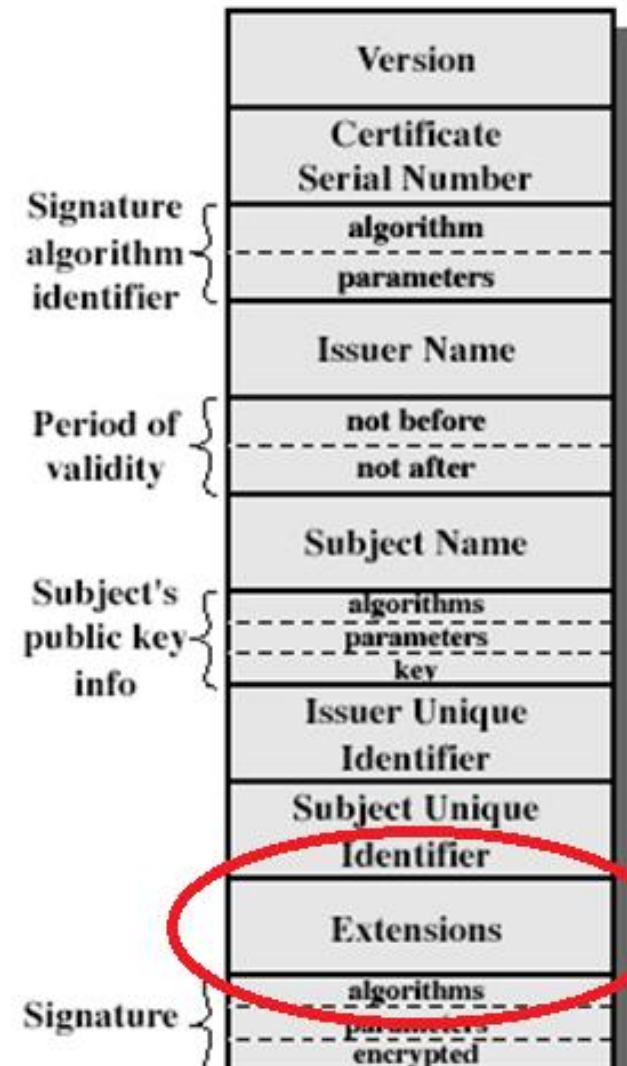 Version
Certificate
Serial Number
Signature
algorithm
identifier
algorithm
parameters
Issuer Name
Period of
validity
not before
not after
Subject Name
Subject's
public key
info
algorithms
parameters
key
Issuer Unique
Identifier
Subject Unique
Identifier
Extensions
Signature
algorithms
parameters
encrypted